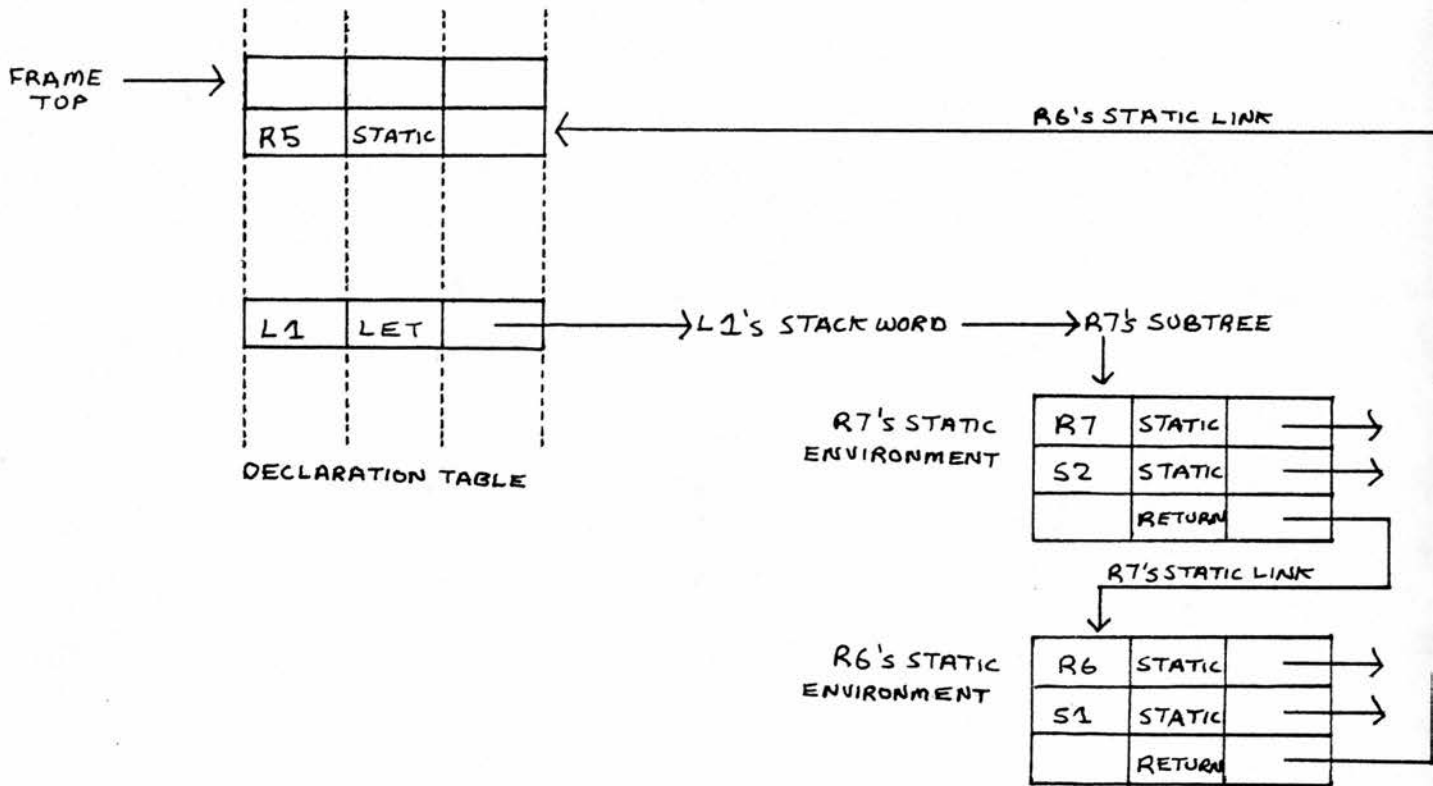 FRAME
TOP
R5 STATIC
R6's STATIC LINK
L1 LET
L1's STACK WORD
R7's SUBTREE
DECLARATION TABLE
R7's STATIC
ENVIRONMENT
R7 STATIC
S2 STATIC
RETURN
R7's STATIC LINK
R6's STATIC
ENVIRONMENT
R6 STATIC
S1 STATIC
RETURN